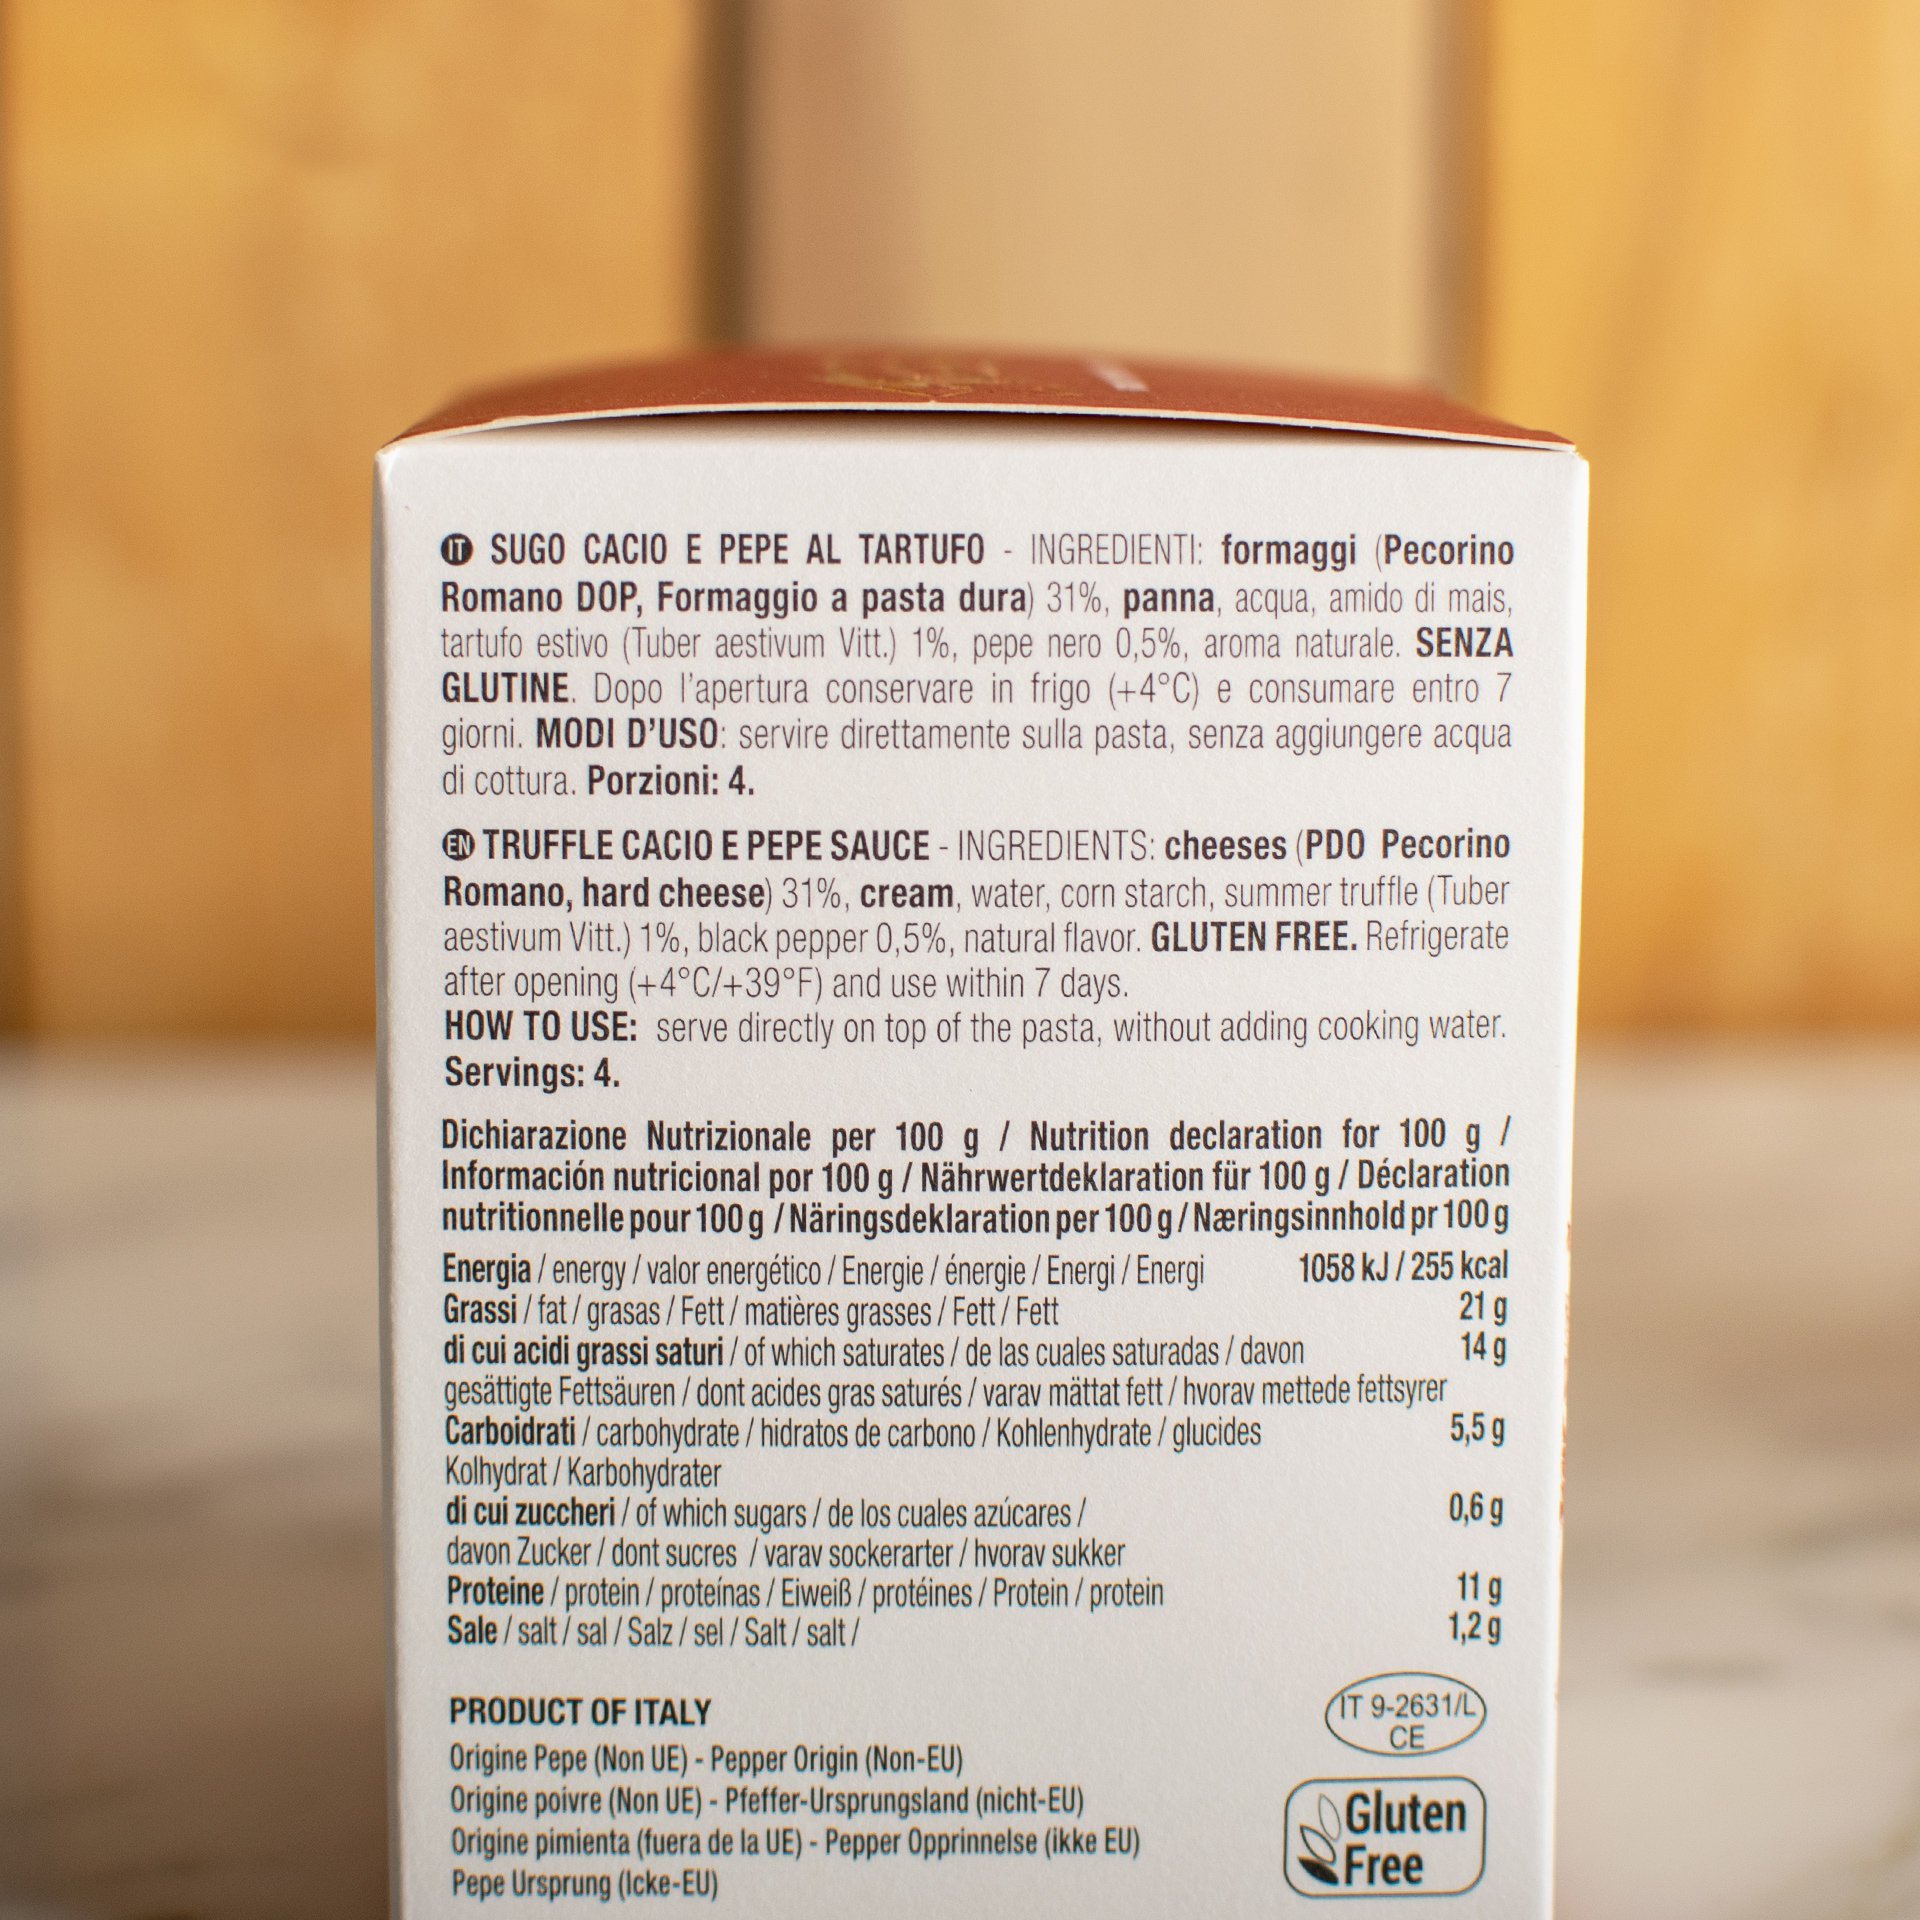 IT SUGO CACIO E PEPE AL TARTUFO - INGREDIENTI: formaggi (Pecorino
Romano DOP, Formaggio a pasta dura) 31%, panna, acqua, amido di mais,
tartufo estivo (Tuber aestivum Vitt.) 1%, pepe nero 0,5%, aroma naturale. SENZA
GLUTINE. Dopo l'apertura conservare in frigo (+4°C) e consumare entro 7
giorni. MODI D'USO: servire direttamente sulla pasta, senza aggiungere acqua
di cottura. Porzioni: 4.
EN TRUFFLE CACIO E PEPE SAUCE - INGREDIENTS: cheeses (PDO Pecorino
Romano, hard cheese) 31%, cream, water, corn starch, summer truffle (Tuber
aestivum Vitt.) 1%, black pepper 0,5%, natural flavor. GLUTEN FREE. Refrigerate
after opening (+4°C/+39°F) and use within 7 days.
HOW TO USE: serve directly on top of the pasta, without adding cooking water.
Servings: 4.
Dichiarazione Nutrizionale per 100 g / Nutrition declaration for 100 g /
Información nutricional por 100 g / Nährwertdeklaration für 100 g / Déclaration
nutritionnelle pour 100 g / Näringsdeklaration per 100 g / Næringsinnhold pr 100 g
Energia / energy / valor energético / Energie / énergie / Energi / Energi 1058 kJ / 255 kcal
Grassi / fat / grasas / Fett / matières grasses / Fett / Fett 21 g
di cui acidi grassi saturi / of which saturates / de las cuales saturadas / davon 14 g
gesättigte Fettsäuren / dont acides gras saturés / varav mättat fett / hvorav mettede fettsyrer
Carboidrati / carbohydrate / hidratos de carbono / Kohlenhydrate / glucides 5,5 g
Kolhydrat / Karbohydrater
di cui zuccheri / of which sugars / de los cuales azúcares / 0,6 g
davon Zucker / dont sucres / varav sockerarter / hvorav sukker
Proteine / protein / proteínas / Eiweiß / protéines / Protein / protein 11 g
Sale / salt / sal / Salz / sel / Salt / salt / 1,2 g
PRODUCT OF ITALY
Origine Pepe (Non UE) - Pepper Origin (Non-EU)
Origine poivre (Non UE) - Pfeffer-Ursprungsland (nicht-EU)
Origine pimienta (fuera de la UE) - Pepper Opprinnelse (ikke EU)
Pepe Ursprung (Icke-EU)
IT 9-2631/L
CE
Gluten
Free